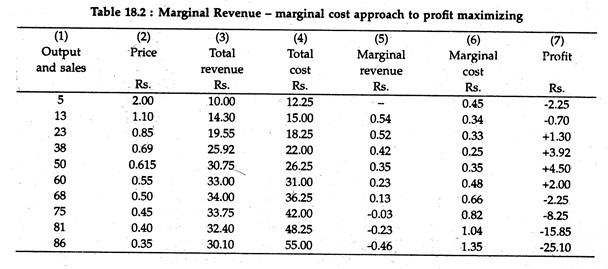 Table 18.2 : Marginal Revenue – marginal cost approach to profit maximizing
(1) (2) (3) (4) (5) (6) (7)
Output Price Total Total Marginal Marginal Profit
and sales revenue cost revenue cost
Rs. Rs. Rs. Rs. Rs. Rs.
5 2.00 10.00 12.25 – 0.45 -2.25
13 1.10 14.30 15.00 0.54 0.34 -0.70
23 0.85 19.55 18.25 0.52 0.33 +1.30
38 0.69 25.92 22.00 0.42 0.25 +3.92
50 0.615 30.75 26.25 0.35 0.35 +4.50
60 0.55 33.00 31.00 0.23 0.48 +2.00
68 0.50 34.00 36.25 0.13 0.66 -2.25
75 0.45 33.75 42.00 -0.03 0.82 -8.25
81 0.40 32.40 48.25 -0.23 1.04 -15.85
86 0.35 30.10 55.00 -0.46 1.35 -25.10